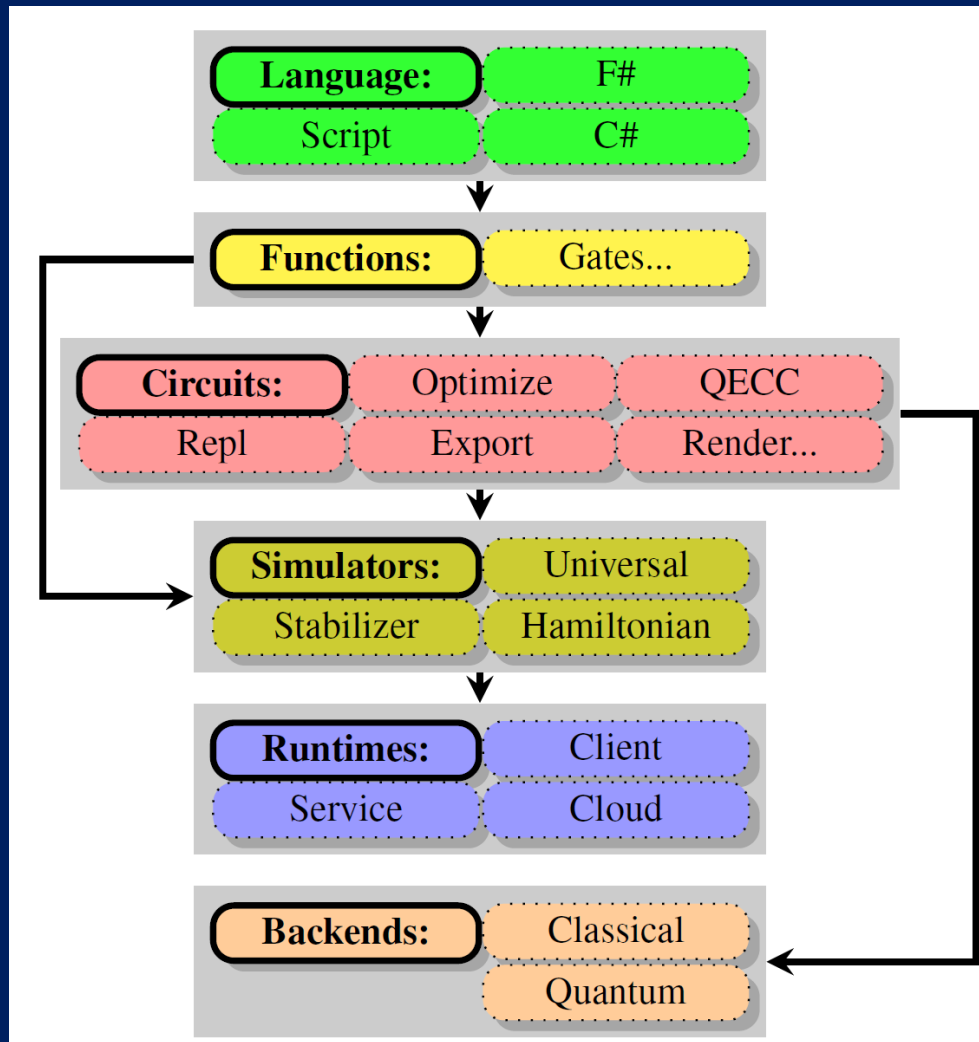 Language: F#
Script C#
Functions: Gates...
Circuits: Optimize QECC
Repl Export Render...
Simulators: Universal
Stabilizer Hamiltonian
Runtimes: Client
Service Cloud
Backends: Classical
Quantum